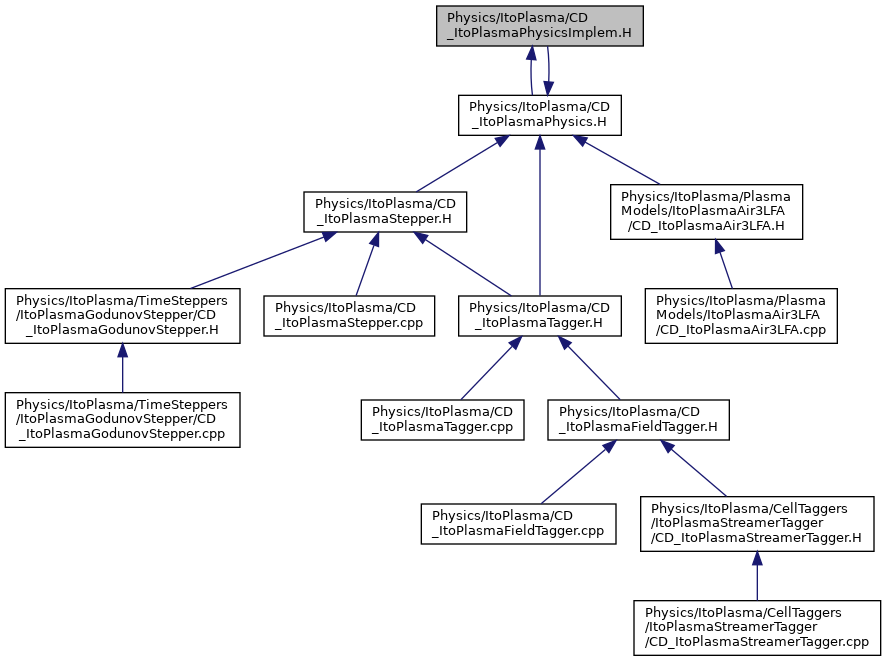 Physics/ItoPlasma/CD
_ItoPlasmaPhysicsImplem.H
Physics/ItoPlasma/CD
_ItoPlasmaPhysics.H
Physics/ItoPlasma/CD
_ItoPlasmaStepper.H
Physics/ItoPlasma/Plasma
Models/ItoPlasmaAir3LFA
/CD_ItoPlasmaAir3LFA.H
Physics/ItoPlasma/TimeSteppers
/ItoPlasmaGodunovStepper/CD
_ItoPlasmaGodunovStepper.H
Physics/ItoPlasma/CD
_ItoPlasmaStepper.cpp
Physics/ItoPlasma/CD
_ItoPlasmaTagger.H
Physics/ItoPlasma/Plasma
Models/ItoPlasmaAir3LFA
/CD_ItoPlasmaAir3LFA.cpp
Physics/ItoPlasma/TimeSteppers
/ItoPlasmaGodunovStepper/CD
_ItoPlasmaGodunovStepper.cpp
Physics/ItoPlasma/CD
_ItoPlasmaTagger.cpp
Physics/ItoPlasma/CD
_ItoPlasmaFieldTagger.H
Physics/ItoPlasma/CD
_ItoPlasmaFieldTagger.cpp
Physics/ItoPlasma/CellTaggers
/ItoPlasmaStreamerTagger
/CD_ItoPlasmaStreamerTagger.H
Physics/ItoPlasma/CellTaggers
/ItoPlasmaStreamerTagger
/CD_ItoPlasmaStreamerTagger.cpp